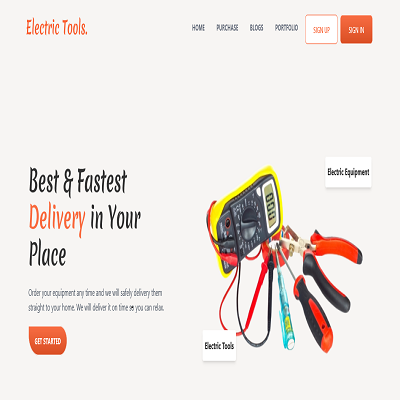 Electric Tools.
HOME PURCHASE BLOGS PORTFOLIO SIGN UP SIGN IN
Best & Fastest
Delivery in Your
Place
Electric Equipment
Order your equipment any time and we will safely delivery them
straight to your home. We will deliver it on time so you can relax.
GET STARTED
Electric Tools